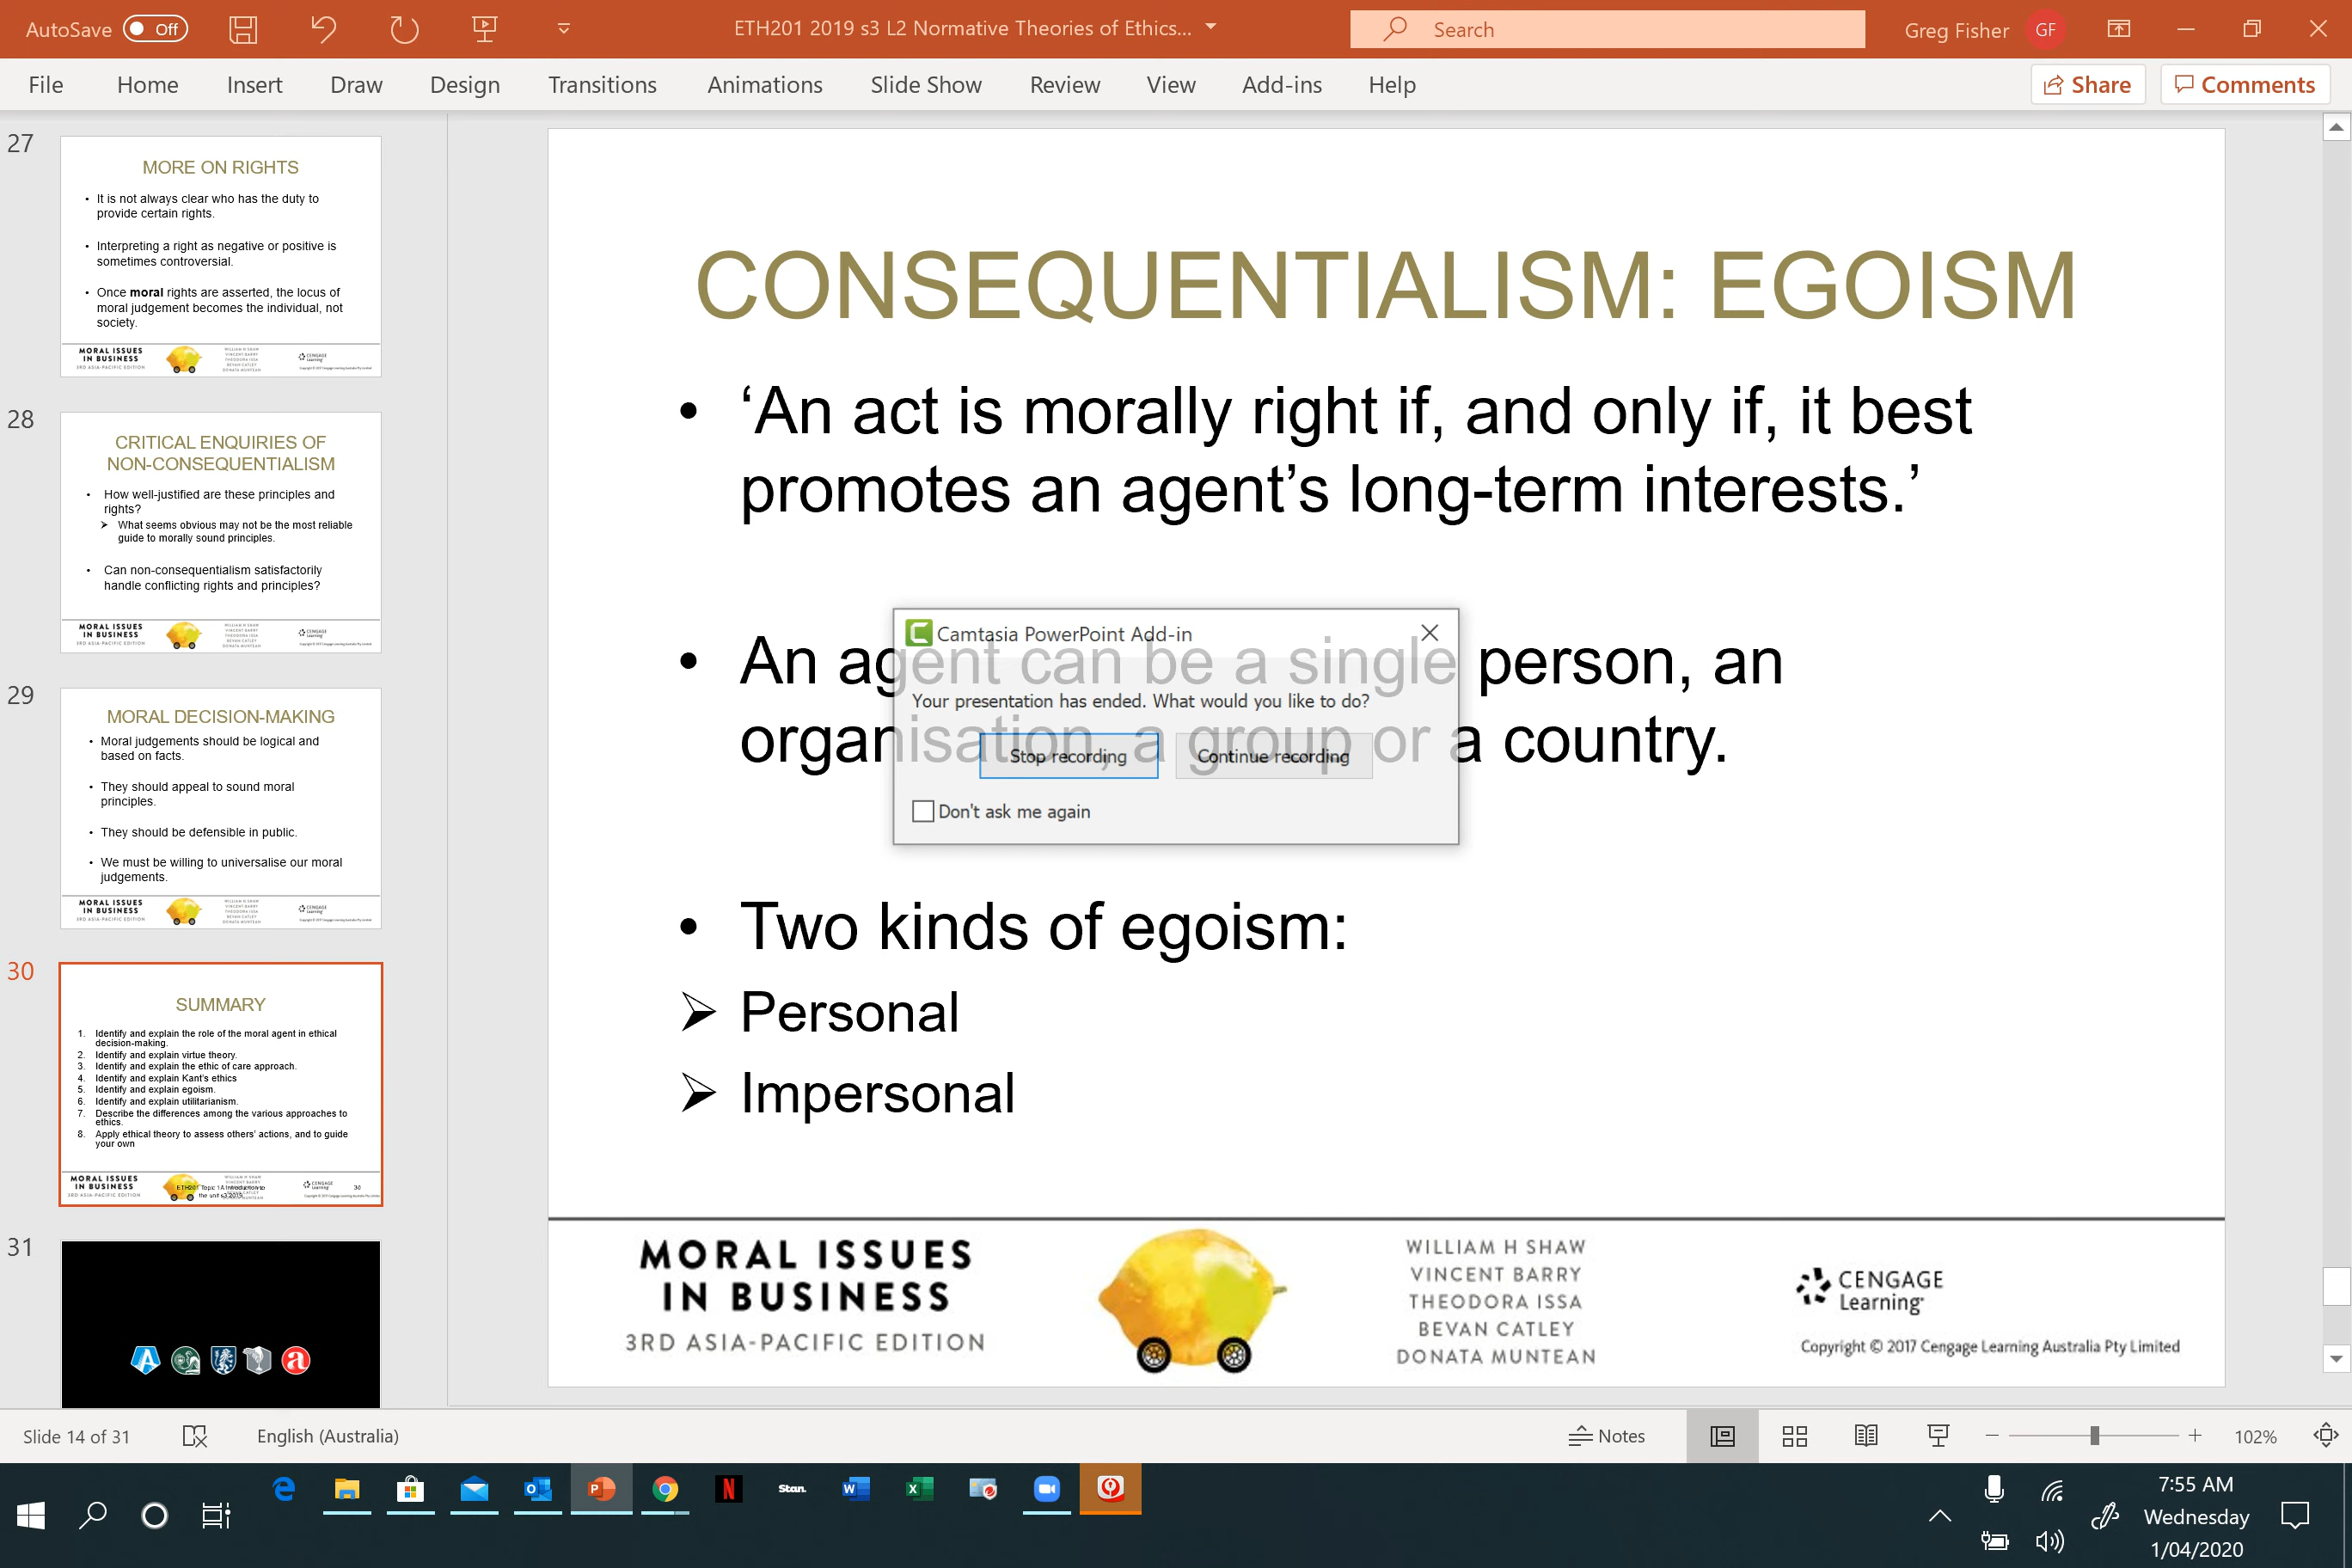 AutoSave Off
ETH201 2019 s3 L2 Normative Theories of Ethics...
Search
Greg Fisher GF
File Home Insert Draw Design Transitions Animations Slide Show Review View Add-ins Help
Share Comments
27
MORE ON RIGHTS
• It is not always clear who has the duty to
provide certain rights.
• Interpreting a right as negative or positive is
sometimes controversial.
• Once moral rights are asserted, the locus of
moral judgement becomes the individual, not
society.
MORAL ISSUES
IN BUSINESS
3RD ASIA-PACIFIC EDITION
WILLIAM H SHAW
VINCENT BARRY
THEODORA ISSA
BEVAN CATLEY
DONATA MUNTEAN
CENGAGE
Learning
Copyright © 2017 Cengage Learning Australia Pty Limited
28
CRITICAL ENQUIRIES OF
NON-CONSEQUENTIALISM
• How well-justified are these principles and
rights?
➤ What seems obvious may not be the most reliable
guide to morally sound principles.
• Can non-consequentialism satisfactorily
handle conflicting rights and principles?
MORAL ISSUES
IN BUSINESS
3RD ASIA-PACIFIC EDITION
WILLIAM H SHAW
VINCENT BARRY
THEODORA ISSA
BEVAN CATLEY
DONATA MUNTEAN
CENGAGE
Learning
Copyright © 2017 Cengage Learning Australia Pty Limited
29
MORAL DECISION-MAKING
• Moral judgements should be logical and
based on facts.
• They should appeal to sound moral
principles.
• They should be defensible in public.
• We must be willing to universalise our moral
judgements.
MORAL ISSUES
IN BUSINESS
3RD ASIA-PACIFIC EDITION
WILLIAM H SHAW
VINCENT BARRY
THEODORA ISSA
BEVAN CATLEY
DONATA MUNTEAN
CENGAGE
Learning
Copyright © 2017 Cengage Learning Australia Pty Limited
30
SUMMARY
1. Identify and explain the role of the moral agent in ethical
decision-making.
2. Identify and explain virtue theory.
3. Identify and explain the ethic of care approach.
4. Identify and explain Kant's ethics
5. Identify and explain egoism.
6. Identify and explain utilitarianism.
7. Describe the differences among the various approaches to
ethics.
8. Apply ethical theory to assess others' actions, and to guide
your own
MORAL ISSUES
IN BUSINESS
3RD ASIA-PACIFIC EDITION
ETH201 Topic 1A Introduction to
the unit s3 2019
CENGAGE
Learning
30
31
CONSEQUENTIALISM: EGOISM
• ‘An act is morally right if, and only if, it best
promotes an agent’s long-term interests.’
• An agent can be a single person, an
organisation, a group or a country.
Camtasia PowerPoint Add-in
Your presentation has ended. What would you like to do?
Stop recording Continue recording
Don't ask me again
• Two kinds of egoism:
➤ Personal
➤ Impersonal
MORAL ISSUES
IN BUSINESS
3RD ASIA-PACIFIC EDITION
WILLIAM H SHAW
VINCENT BARRY
THEODORA ISSA
BEVAN CATLEY
DONATA MUNTEAN
CENGAGE
Learning
Copyright © 2017 Cengage Learning Australia Pty Limited
Slide 14 of 31
English (Australia)
Notes
102%
Stan.
7:55 AM
Wednesday
1/04/2020